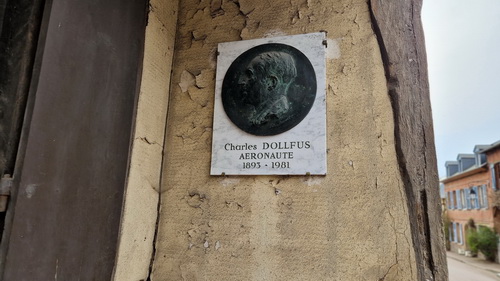 Charles DOLLFUS
AERONAUTE
1893 - 1981